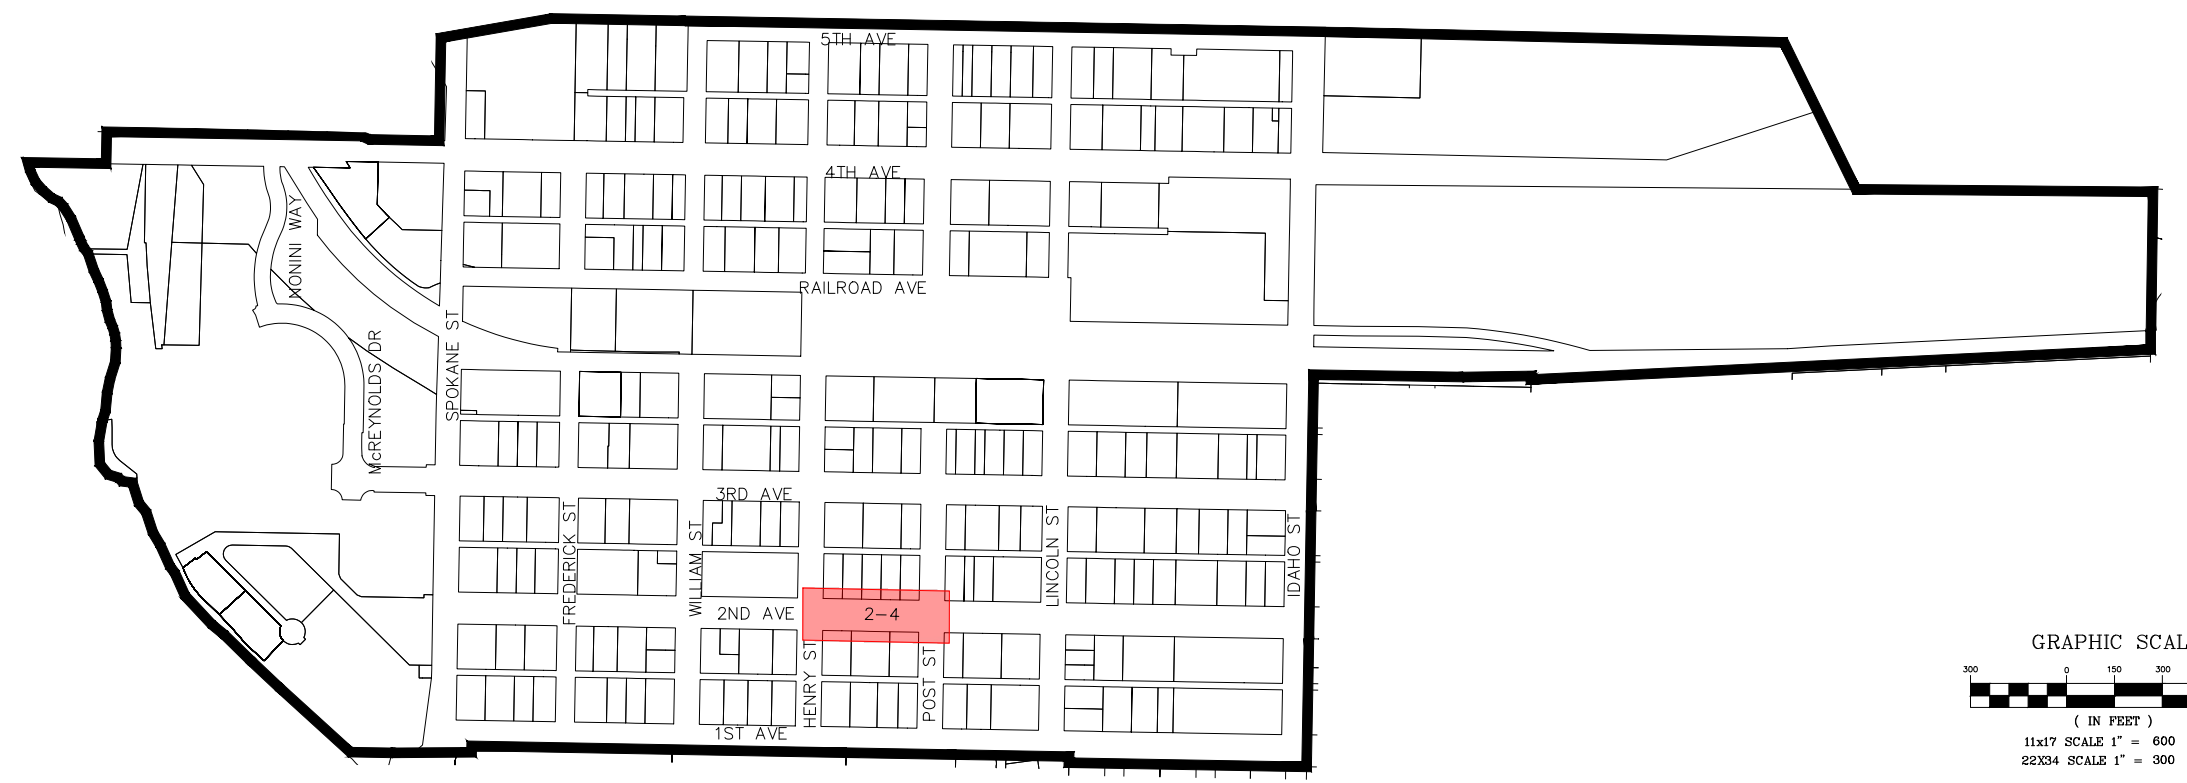 5TH AVE
4TH AVE
MONINI WAY
RAILROAD AVE
SPOKANE ST
McREYNOLDS DR
3RD AVE
FREDERICK ST
WILLIAM ST
LINCOLN ST
IDAHO ST
2ND AVE
2-4
HENRY ST
POST ST
1ST AVE
GRAPHIC SCAL
300 0 150 300
( IN FEET )
11x17 SCALE 1" = 600
22X34 SCALE 1" = 300